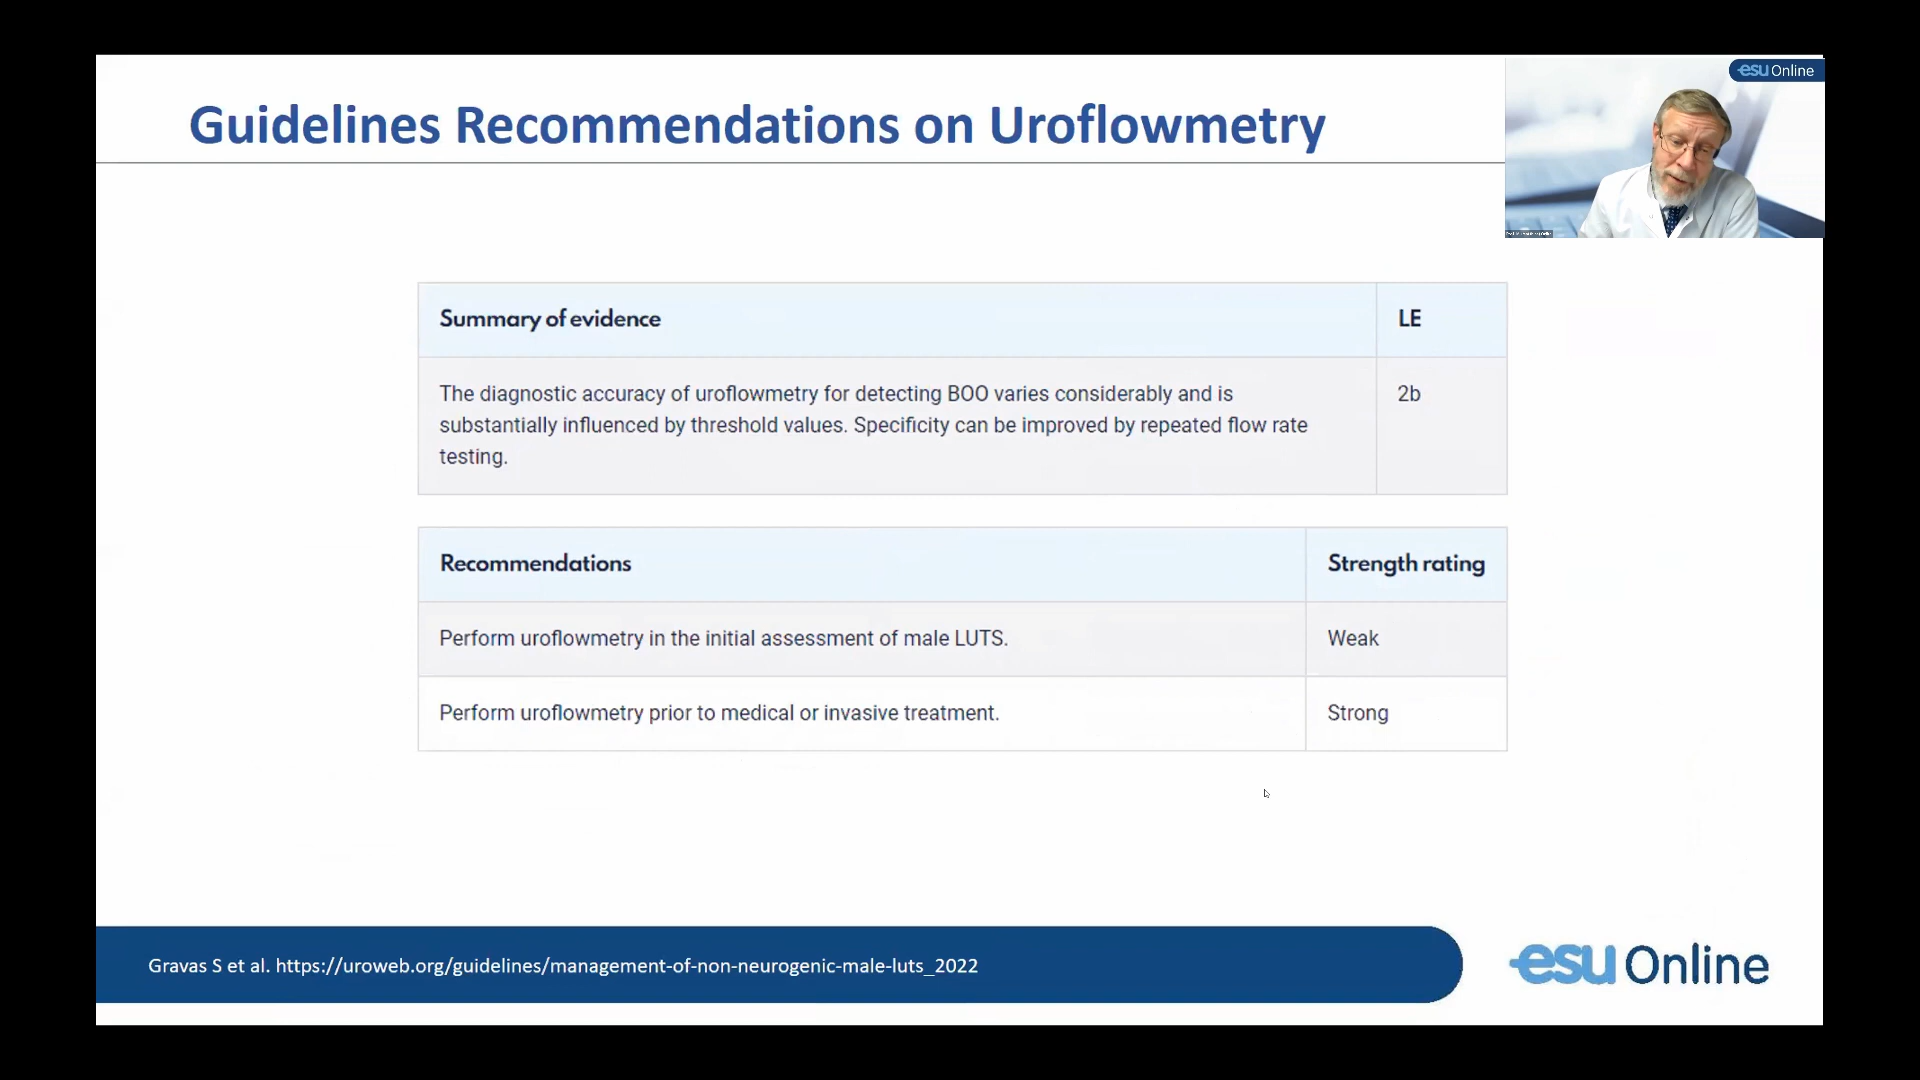 Guidelines Recommendations on Uroflowmetry
esu Online
Summary of evidence
LE
The diagnostic accuracy of uroflowmetry for detecting BOO varies considerably and is
substantially influenced by threshold values. Specificity can be improved by repeated flow rate
testing.
2b
Recommendations
Strength rating
Perform uroflowmetry in the initial assessment of male LUTS.
Weak
Perform uroflowmetry prior to medical or invasive treatment.
Strong
Gravas S et al. https://uroweb.org/guidelines/management-of-non-neurogenic-male-luts_2022
esu Online